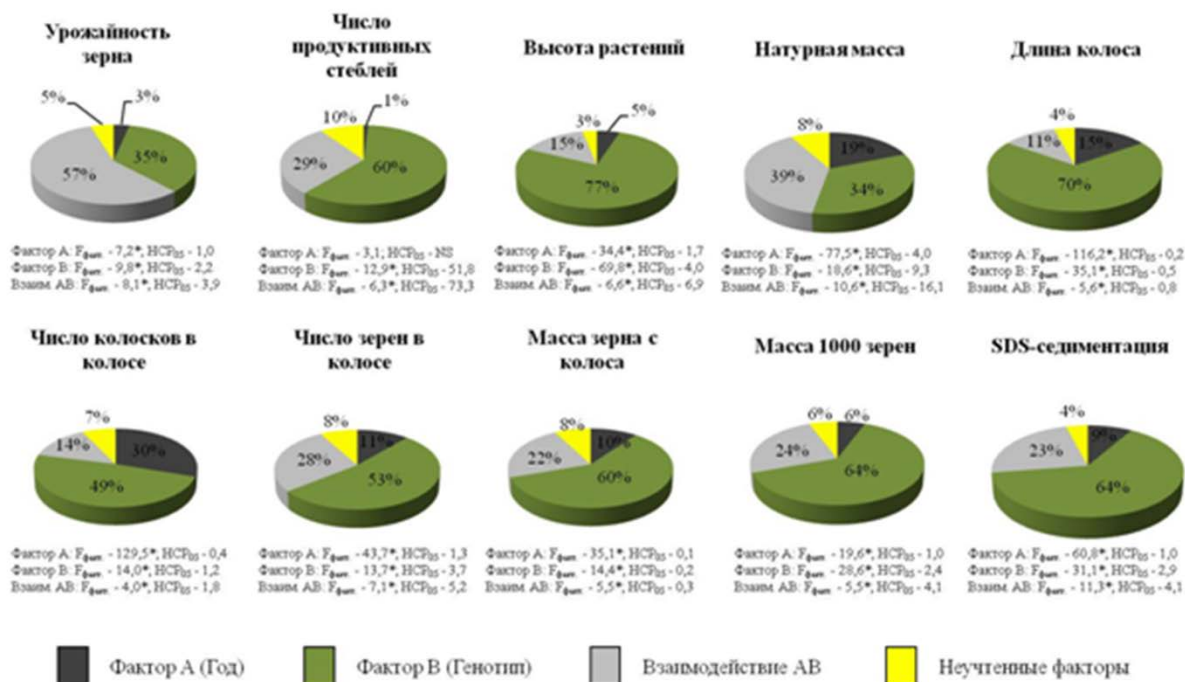 Урожайность
зерна
5%
3%
35%
57%
Фактор А: Fфакт. - 7,2*, НСР05 - 1,0
Фактор В: Fфакт. - 9,8*, НСР05 - 2,2
Взаим. АВ: Fфакт. - 8,1*, НСР05 - 3,9
Число
продуктивных
стеблей
10%
1%
29%
60%
Фактор А: Fфакт. - 3,1; НСР05 - NS
Фактор В: Fфакт. - 12,9*, НСР05 - 51,8
Взаим. АВ: Fфакт. - 6,3*, НСР05 - 73,3
Высота растений
3%
5%
15%
77%
Фактор А: Fфакт. - 34,4*, НСР05 - 1,7
Фактор В: Fфакт. - 69,8*, НСР05 - 4,0
Взаим. АВ: Fфакт. - 6,6*, НСР05 - 6,9
Натурная масса
8%
19%
39%
34%
Фактор А: Fфакт. - 77,5*, НСР05 - 4,0
Фактор В: Fфакт. - 18,6*, НСР05 - 9,3
Взаим. АВ: Fфакт. - 10,6*, НСР05 - 16,1
Длина колоса
4%
11%
15%
70%
Фактор А: Fфакт. - 116,2*, НСР05 - 0,2
Фактор В: Fфакт. - 35,1*, НСР05 - 0,5
Взаим. АВ: Fфакт. - 5,6*, НСР05 - 0,8
Число колосков в
колосе
7%
14%
30%
49%
Фактор А: Fфакт. - 129,5*, НСР05 - 0,4
Фактор В: Fфакт. - 14,0*, НСР05 - 1,2
Взаим. АВ: Fфакт. - 4,0*, НСР05 - 1,8
Число зерен в
колосе
8%
11%
28%
53%
Фактор А: Fфакт. - 43,7*, НСР05 - 1,3
Фактор В: Fфакт. - 13,7*, НСР05 - 3,7
Взаим. АВ: Fфакт. - 7,1*, НСР05 - 5,2
Масса зерна с
колоса
8%
10%
22%
60%
Фактор А: Fфакт. - 35,1*, НСР05 - 0,1
Фактор В: Fфакт. - 14,4*, НСР05 - 0,2
Взаим. АВ: Fфакт. - 5,5*, НСР05 - 0,3
Масса 1000 зерен
6%
6%
24%
64%
Фактор А: Fфакт. - 19,6*, НСР05 - 1,0
Фактор В: Fфакт. - 28,6*, НСР05 - 2,4
Взаим. АВ: Fфакт. - 5,5*, НСР05 - 4,1
SDS-седиментация
4%
9%
23%
64%
Фактор А: Fфакт. - 60,8*, НСР05 - 1,0
Фактор В: Fфакт. - 31,1*, НСР05 - 2,9
Взаим. АВ: Fфакт. - 11,3*, НСР05 - 4,1
Фактор А (Год)
Фактор В (Генотип)
Взаимодействие АВ
Неучтенные факторы